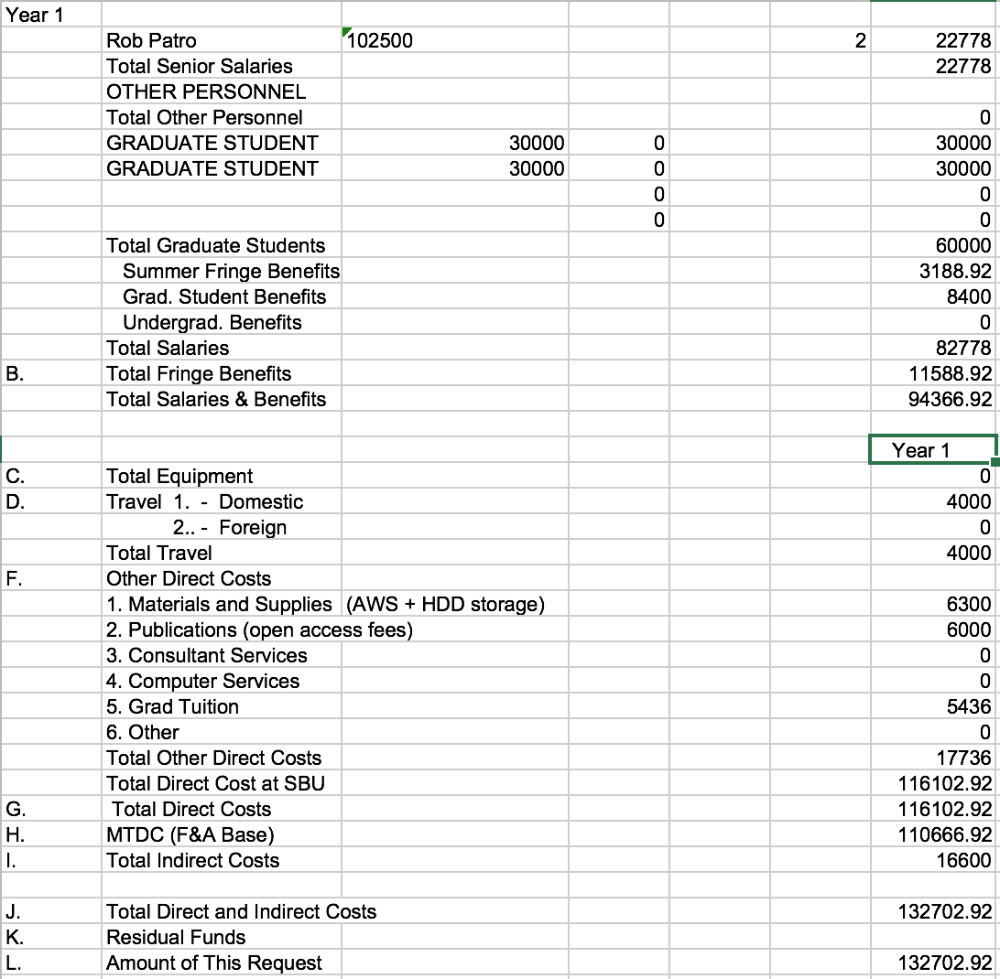 Year 1
Rob Patro 102500 2 22778
Total Senior Salaries 22778
OTHER PERSONNEL
Total Other Personnel 0
GRADUATE STUDENT 30000 0 30000
GRADUATE STUDENT 30000 0 30000
0 0
0 0
Total Graduate Students 60000
Summer Fringe Benefits 3188.92
Grad. Student Benefits 8400
Undergrad. Benefits 0
Total Salaries 82778
B. Total Fringe Benefits 11588.92
Total Salaries & Benefits 94366.92
Year 1
C. Total Equipment 0
D. Travel 1. - Domestic 4000
2.. - Foreign 0
Total Travel 4000
F. Other Direct Costs
1. Materials and Supplies (AWS + HDD storage) 6300
2. Publications (open access fees) 6000
3. Consultant Services 0
4. Computer Services 0
5. Grad Tuition 5436
6. Other 0
Total Other Direct Costs 17736
Total Direct Cost at SBU 116102.92
G. Total Direct Costs 116102.92
H. MTDC (F&A Base) 110666.92
I. Total Indirect Costs 16600
J. Total Direct and Indirect Costs 132702.92
K. Residual Funds
L. Amount of This Request 132702.92